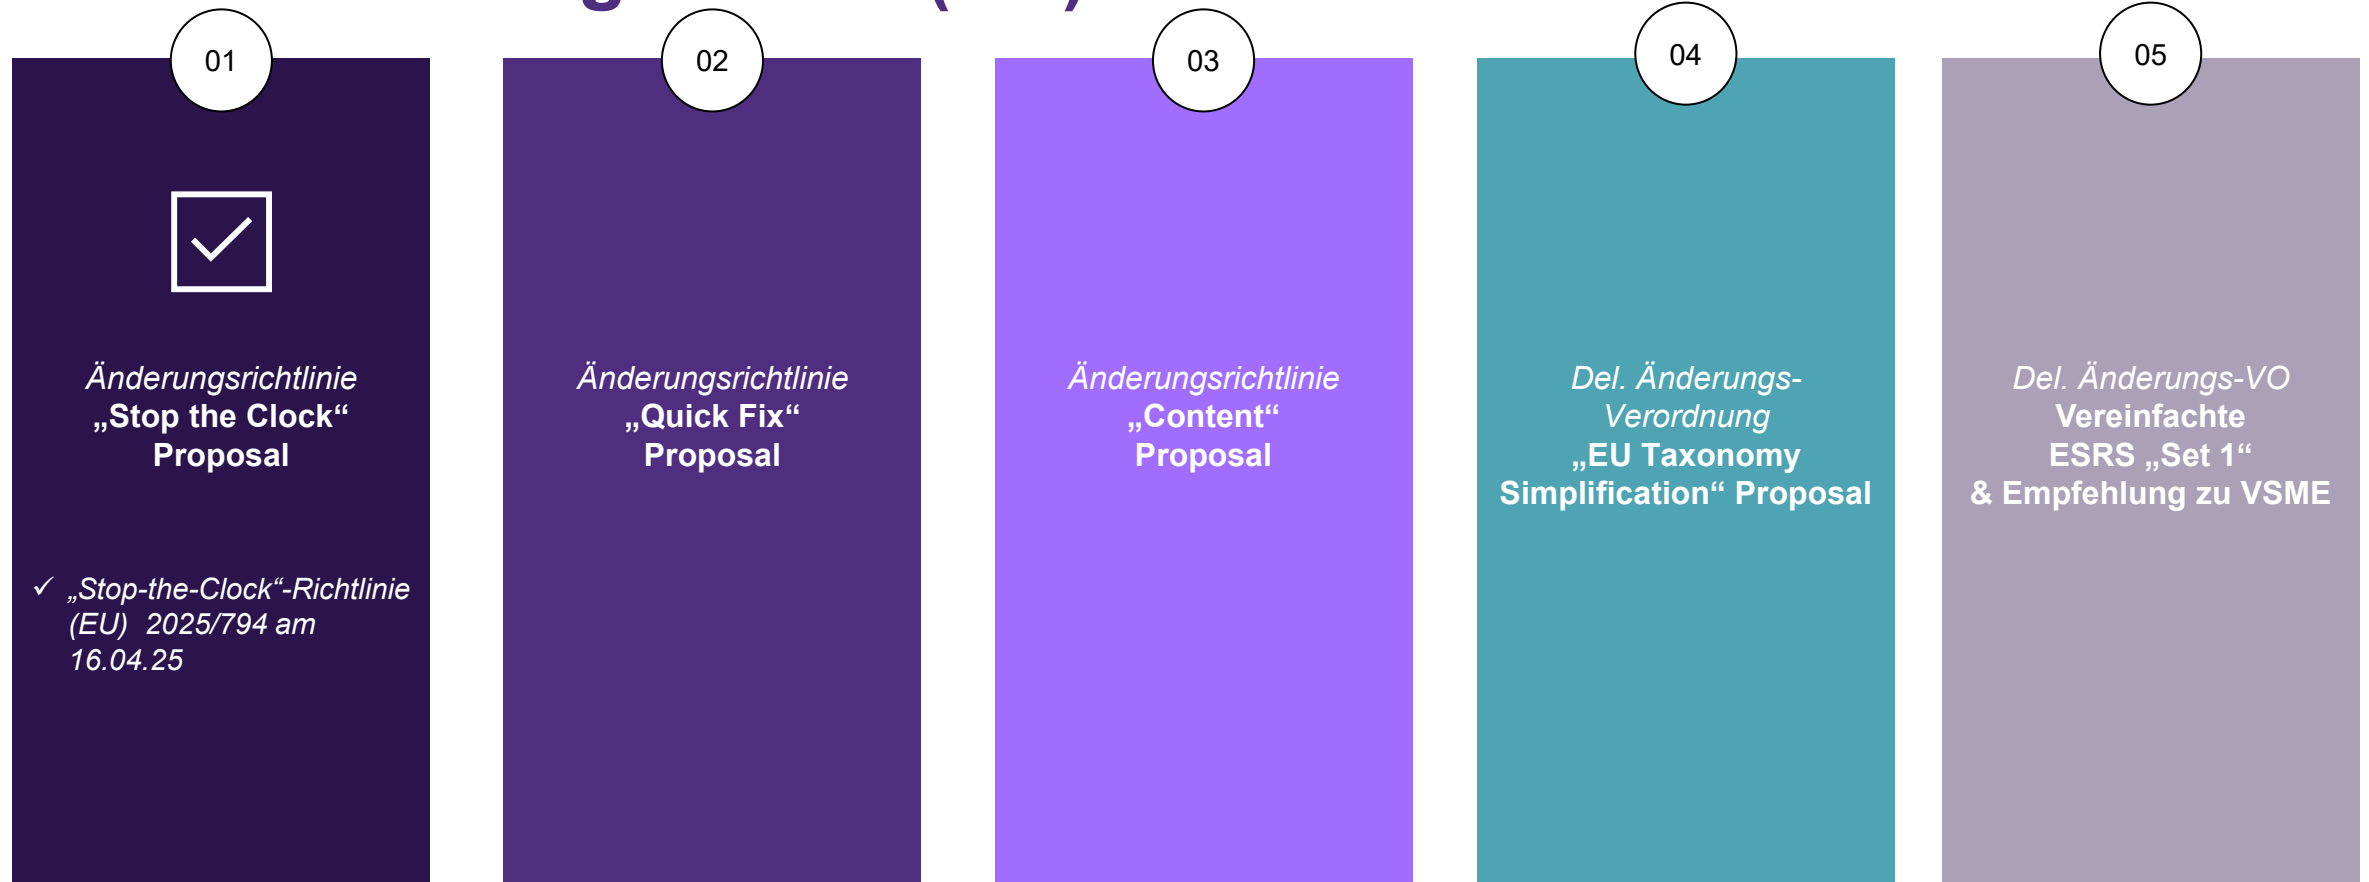 01
Änderungsrichtlinie
„Stop the Clock“
Proposal
✓ „Stop-the-Clock“-Richtlinie
(EU) 2025/794 am
16.04.25
02
Änderungsrichtlinie
„Quick Fix“
Proposal
03
Änderungsrichtlinie
„Content“
Proposal
04
Del. Änderungs-
Verordnung
„EU Taxonomy
Simplification“ Proposal
05
Del. Änderungs-VO
Vereinfachte
ESRS „Set 1“
& Empfehlung zu VSME